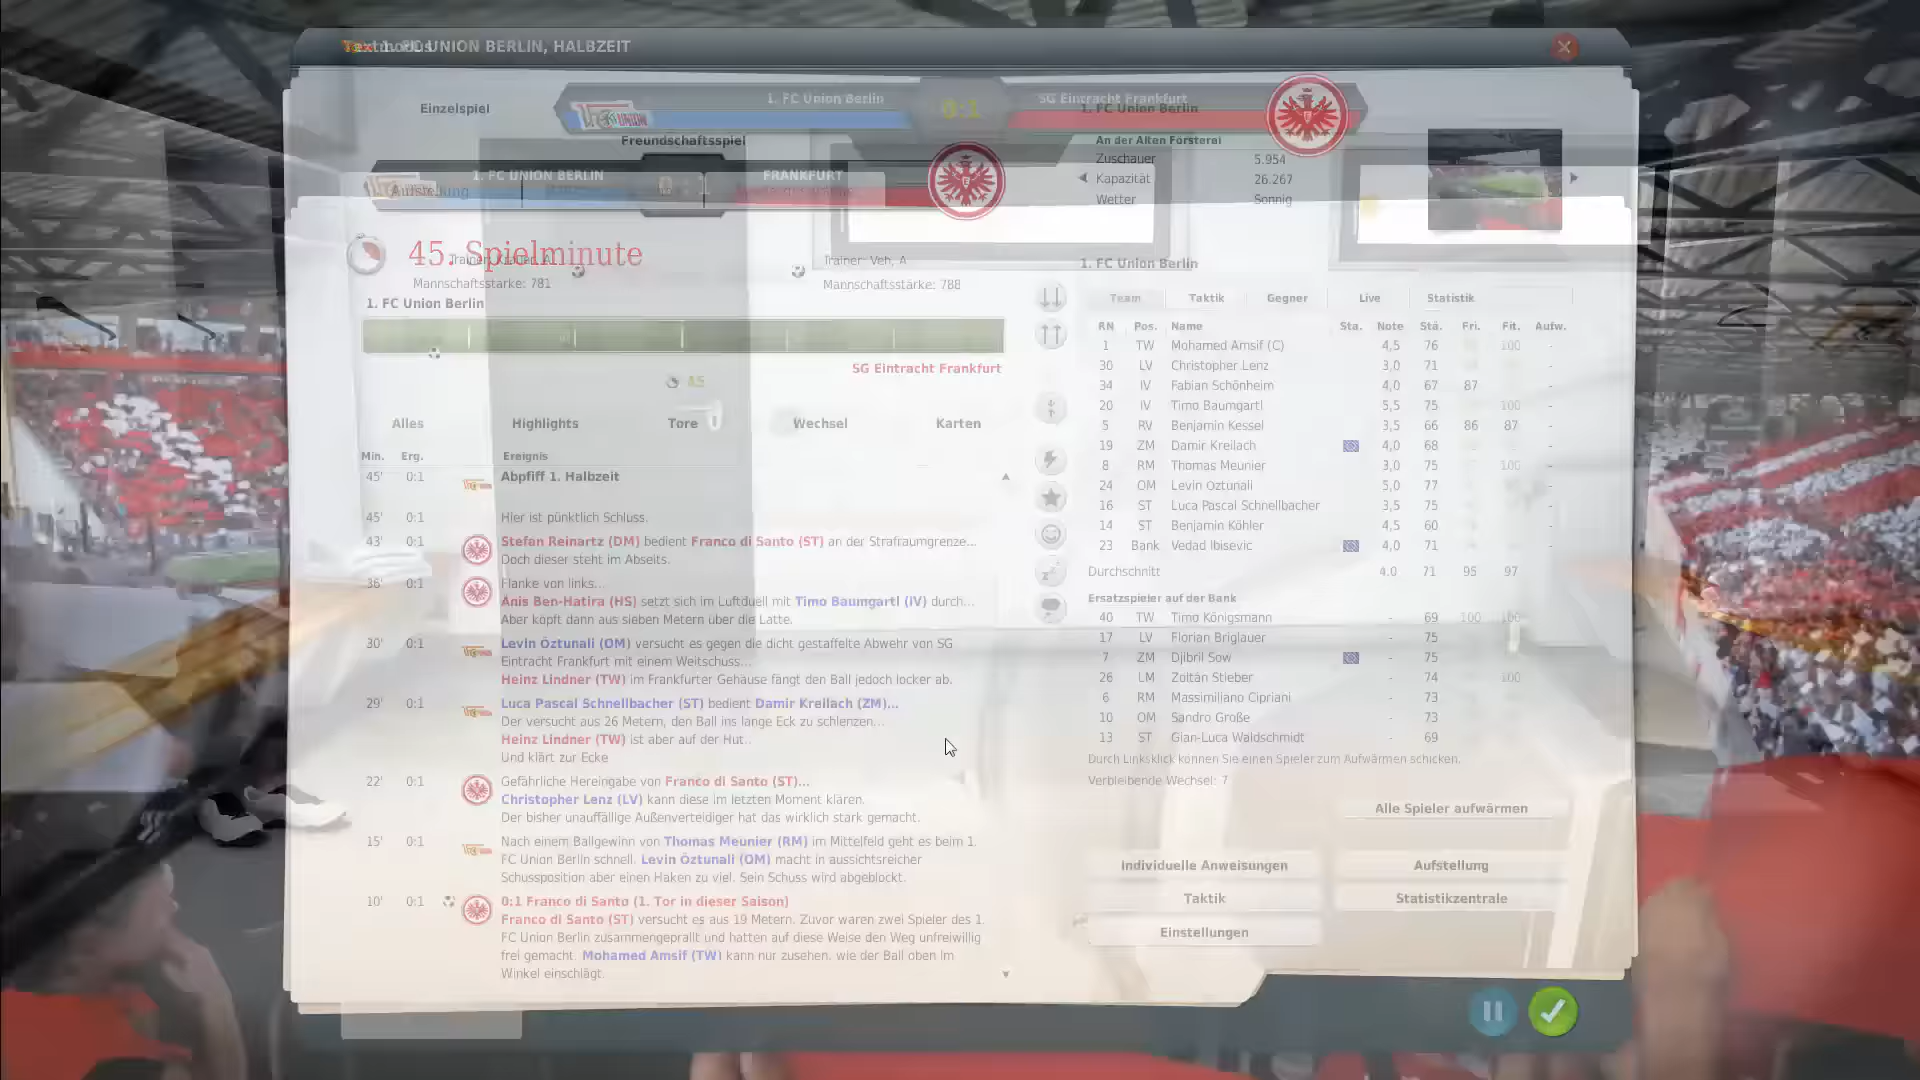 1. FC UNION BERLIN, HALBZEIT
Einzelspiel
1. FC Union Berlin
0:1
SG Eintracht Frankfurt
1. FC Union Berlin
Freundschaftsspiel
An der Alten Försterei
Zuschauer 5.954
Kapazität 26.267
Wetter Sonnig
1. FC UNION BERLIN
FRANKFURT
Aufstellung
45. Spielminute
Trainer: Veh, A
Mannschaftsstärke: 781
Mannschaftsstärke: 788
1. FC Union Berlin
1. FC Union Berlin
SG Eintracht Frankfurt
45
Alles Highlights Tore Wechsel Karten
Min. Erg. Ereignis
45' 0:1 Abpfiff 1. Halbzeit
45' 0:1 Hier ist pünktlich Schluss.
43' 0:1 Stefan Reinartz (DM) bedient Franco di Santo (ST) an der Strafraumgrenze...
Doch dieser steht im Abseits.
36' 0:1 Flanke von links...
Änis Ben-Hatira (HS) setzt sich im Luftduell mit Timo Baumgartl (IV) durch...
Aber köpft dann aus sieben Metern über die Latte.
30' 0:1 Levin Öztunali (OM) versucht es gegen die dicht gestaffelte Abwehr von SG
Eintracht Frankfurt mit einem Weitschuss...
Heinz Lindner (TW) im Frankfurter Gehäuse fängt den Ball jedoch locker ab.
29' 0:1 Luca Pascal Schnellbacher (ST) bedient Damir Kreilach (ZM)...
Der versucht aus 26 Metern, den Ball ins lange Eck zu schlenzen...
Heinz Lindner (TW) ist aber auf der Hut..
Und klärt zur Ecke
22' 0:1 Gefährliche Hereingabe von Franco di Santo (ST)...
Christopher Lenz (LV) kann diese im letzten Moment klären.
Der bisher unauffällige Außenverteidiger hat das wirklich stark gemacht.
15' 0:1 Nach einem Ballgewinn von Thomas Meunier (RM) im Mittelfeld geht es beim 1.
FC Union Berlin schnell. Levin Öztunali (OM) macht in aussichtsreicher
Schussposition aber einen Haken zu viel. Sein Schuss wird abgeblockt.
10' 0:1 0:1 Franco di Santo (1. Tor in dieser Saison)
Franco di Santo (ST) versucht es aus 19 Metern. Zuvor waren zwei Spieler des 1.
FC Union Berlin zusammengeprallt und hatten auf diese Weise den Weg unfreiwillig
frei gemacht. Mohamed Amsif (TW) kann nur zusehen, wie der Ball oben im
Winkel einschlägt.
Team Taktik Gegner Live Statistik
RN Pos. Name Sta. Note Stä. Fri. Fit. Aufw.
1 TW Mohamed Amsif (C) 4,5 76 100 -
30 LV Christopher Lenz 3,0 71 -
34 IV Fabian Schönheim 4,0 67 87 -
20 IV Timo Baumgartl 5,5 75 100 -
5 RV Benjamin Kessel 3,5 66 86 87 -
19 ZM Damir Kreilach 4,0 68 -
8 RM Thomas Meunier 3,0 75 100 -
24 OM Levin Öztunali 5,0 77 -
16 ST Luca Pascal Schnellbacher 3,5 75 -
14 ST Benjamin Köhler 4,5 60 -
23 Bank Vedad Ibisevic 4,0 71 -
Durchschnitt 4.0 71 95 97
Ersatzspieler auf der Bank
40 TW Timo Königsmann - 69 100 100 -
17 LV Florian Briglauer - 75 -
7 ZM Djibril Sow - 75 -
26 LM Zoltán Stieber - 74 100 -
6 RM Massimiliano Cipriani - 73 -
10 OM Sandro Große - 73 -
13 ST Gian-Luca Waldschmidt - 69 -
Durch Linksklick können Sie einen Spieler zum Aufwärmen schicken.
Verbleibende Wechsel: 7
Alle Spieler aufwärmen
Individuelle Anweisungen Aufstellung
Taktik Statistikzentrale
Einstellungen